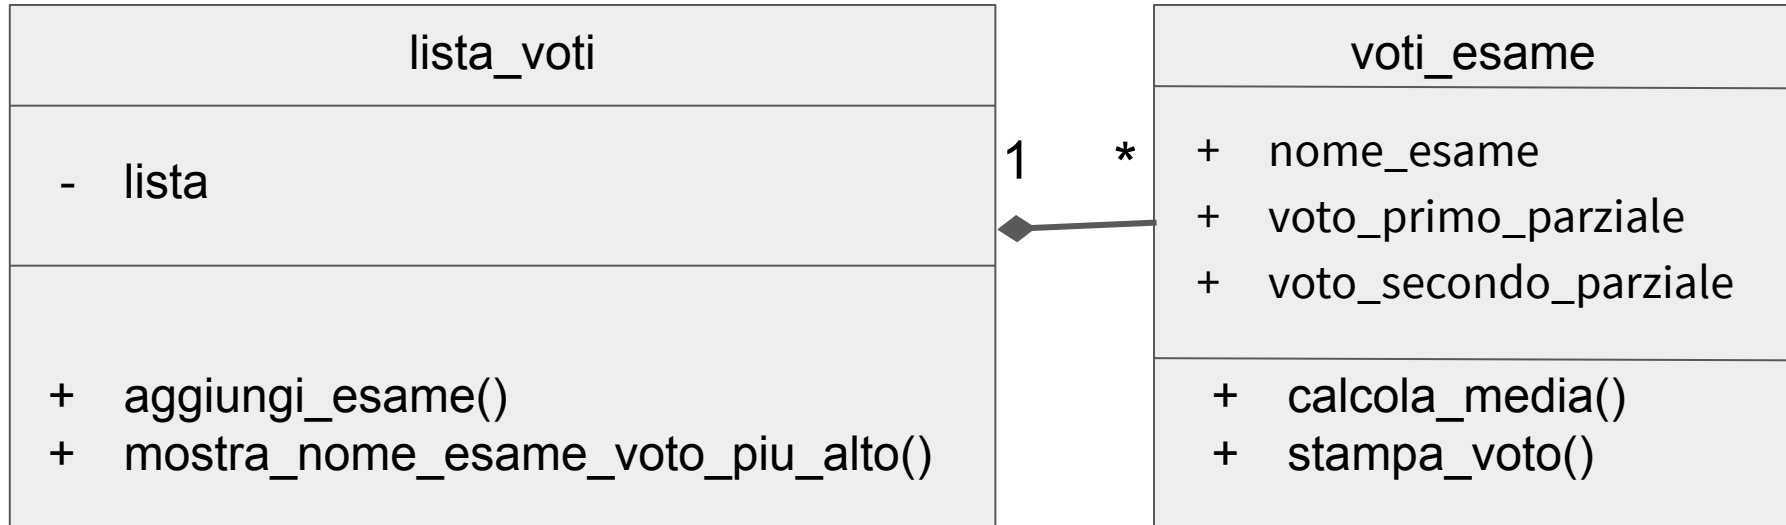 lista_voti
- lista
+ aggiungi_esame()
+ mostra_nome_esame_voto_piu_alto()
1 *
voti_esame
+ nome_esame
+ voto_primo_parziale
+ voto_secondo_parziale
+ calcola_media()
+ stampa_voto()